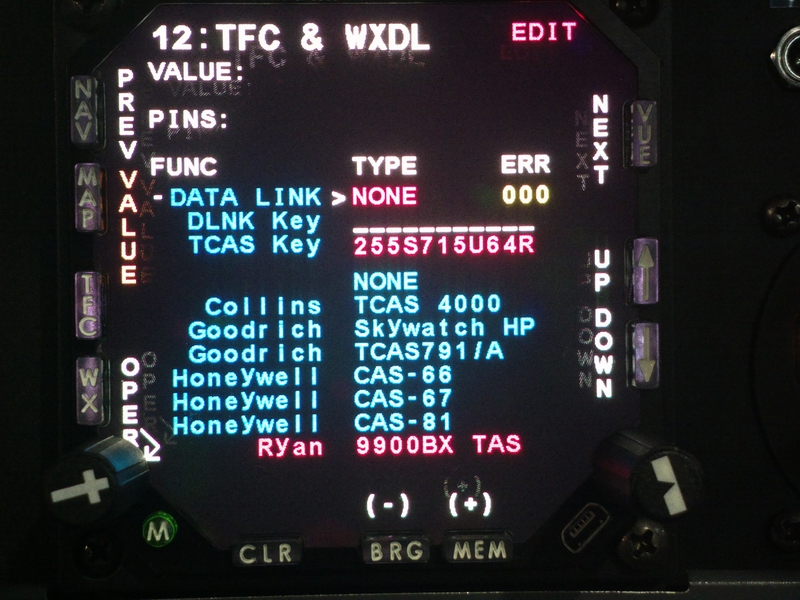 12:TFC & WXDL EDIT
VALUE:
PINS:
FUNC TYPE ERR
-DATA LINK >NONE 000
DLNK Key ___________
TCAS Key 255S715U64R
NONE
Collins TCAS 4000
Goodrich Skywatch HP
Goodrich TCAS791/A
Honeywell CAS-66
Honeywell CAS-67
Honeywell CAS-81
Ryan 9900BX TAS
(-) (+)
PREV VALUE
OPER
NEXT
UP DOWN
NAV
MAP
TFC
WX
VUE
M
CLR
BRG
MEM